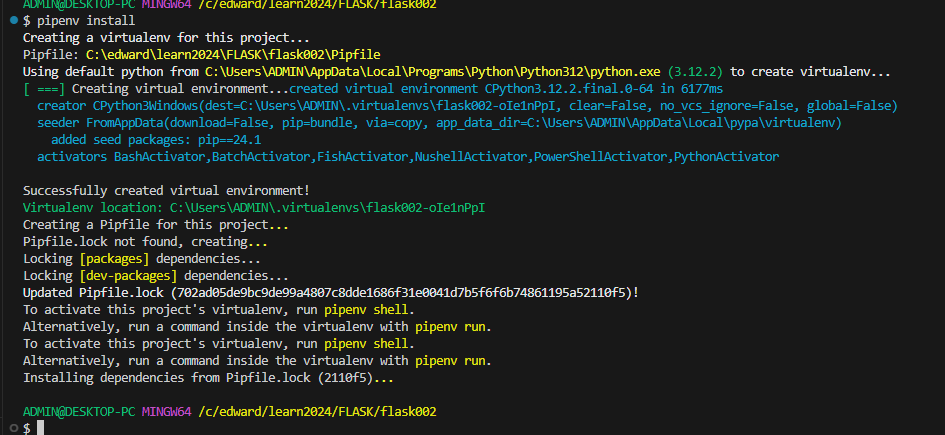 ADMIN@DESKTOP-PC MINGW64 /c/edward/learn2024/FLASK/flask002
$ pipenv install
Creating a virtualenv for this project...
Pipfile: C:\edward\learn2024\FLASK\flask002\Pipfile
Using default python from C:\Users\ADMIN\AppData\Local\Programs\Python\Python312\python.exe (3.12.2) to create virtualenv...
[ ===] Creating virtual environment...created virtual environment CPython3.12.2.final.0-64 in 6177ms
creator CPython3Windows(dest=C:\Users\ADMIN\.virtualenvs\flask002-oIe1nPpI, clear=False, no_vcs_ignore=False, global=False)
seeder FromAppData(download=False, pip=bundle, via=copy, app_data_dir=C:\Users\ADMIN\AppData\Local\pypa\virtualenv)
added seed packages: pip==24.1
activators BashActivator,BatchActivator,FishActivator,NushellActivator,PowerShellActivator,PythonActivator
Successfully created virtual environment!
Virtualenv location: C:\Users\ADMIN\.virtualenvs\flask002-oIe1nPpI
Creating a Pipfile for this project...
Pipfile.lock not found, creating...
Locking [packages] dependencies...
Locking [dev-packages] dependencies...
Updated Pipfile.lock (702ad05de9bc9de99a4807c8dde1686f31e0041d7b5f6f6b74861195a52110f5)!
To activate this project's virtualenv, run pipenv shell.
Alternatively, run a command inside the virtualenv with pipenv run.
To activate this project's virtualenv, run pipenv shell.
Alternatively, run a command inside the virtualenv with pipenv run.
Installing dependencies from Pipfile.lock (2110f5)...
ADMIN@DESKTOP-PC MINGW64 /c/edward/learn2024/FLASK/flask002
$